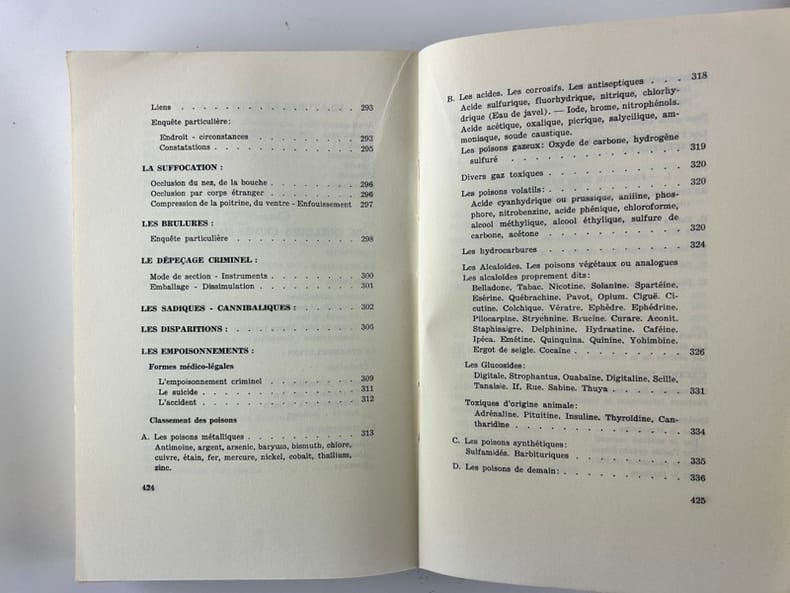 Liens . . . . . . . . . . . . . . . . 293
Enquête particulière:
Endroit - circonstances . . . . . . . . . . 293
Constatations . . . . . . . . . . . . . 295
LA SUFFOCATION :
Occlusion du nez, de la bouche . . . . . . . . . 296
Occlusion par corps étranger . . . . . . . . . 296
Compression de la poitrine, du ventre - Enfouissement 297
LES BRULURES :
Enquête particulière . . . . . . . . . . . . 298
LE DÉPEÇAGE CRIMINEL :
Mode de section - Instruments . . . . . . . . . 300
Emballage - Dissimulation . . . . . . . . . . 301
LES SADIQUES - CANNIBALIQUES : . . . . . . 302
LES DISPARITIONS : . . . . . . . . . . . 306
LES EMPOISONNEMENTS :
Formes médico-légales
L'empoisonnement criminel . . . . . . . . . 309
Le suicide . . . . . . . . . . . . . . 311
L'accident . . . . . . . . . . . . . . 312
Classement des poisons
A. Les poisons métalliques . . . . . . . . . . 313
Antimoine, argent, arsenic, baryum, bismuth, chlore,
cuivre, étain, fer, mercure, nickel, cobalt, thallium,
zinc.
424
B. Les acides. Les corrosifs. Les antiseptiques . . . 318
Acide sulfurique, fluorhydrique, nitrique, chlorhy-
drique (Eau de javel). — Iode, brome, nitrophénols.
Acide acétique, oxalique, picrique, salycilique, am-
moniaque, soude caustique.
Les poisons gazeux: Oxyde de carbone, hydrogène
sulfuré . . . . . . . . . . . . . . 319
Divers gaz toxiques . . . . . . . . . . . 320
Les poisons volatils: . . . . . . . . . . . 320
Acide cyanhydrique ou prussique, aniline, phos-
phore, nitrobenzine, acide phénique, chloroforme,
alcool méthylique, alcool éthylique, sulfure de
carbone, acétone . . . . . . . . . . . 320
Les hydrocarbures . . . . . . . . . . . 324
Les Alcaloïdes. Les poisons végétaux ou analogues
Les alcaloïdes proprement dits:
Belladone. Tabac. Nicotine. Solanine. Spartéine.
Esérine. Québrachine. Pavot, Opium. Ciguë. Ci-
cutine. Colchique. Vératre. Ephèdre. Ephédrine.
Pilocarpine. Strychnine. Brucine. Curare. Aconit.
Staphisaigre. Delphinine. Hydrastine. Caféine.
Ipéca. Emétine. Quinquina. Quinine. Yohimbine.
Ergot de seigle. Cocaïne . . . . . . . . . 326
Les Glucosides:
Digitale, Strophantus, Ouabaïne, Digitaline, Scille,
Tanaisie. If, Rue. Sabine. Thuya . . . . . . . 331
Toxiques d'origine animale:
Adrénaline. Pituitine. Insuline. Thyroïdine, Can-
tharidine . . . . . . . . . . . . . 334
C. Les poisons synthétiques:
Sulfamidés. Barbituriques . . . . . . . . . 335
D. Les poisons de demain: . . . . . . . . . . 336
425